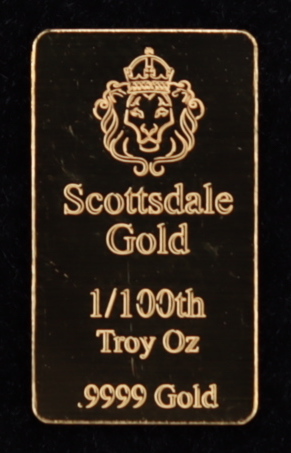 Scottsdale
Gold
1/100th
Troy Oz
.9999 Gold